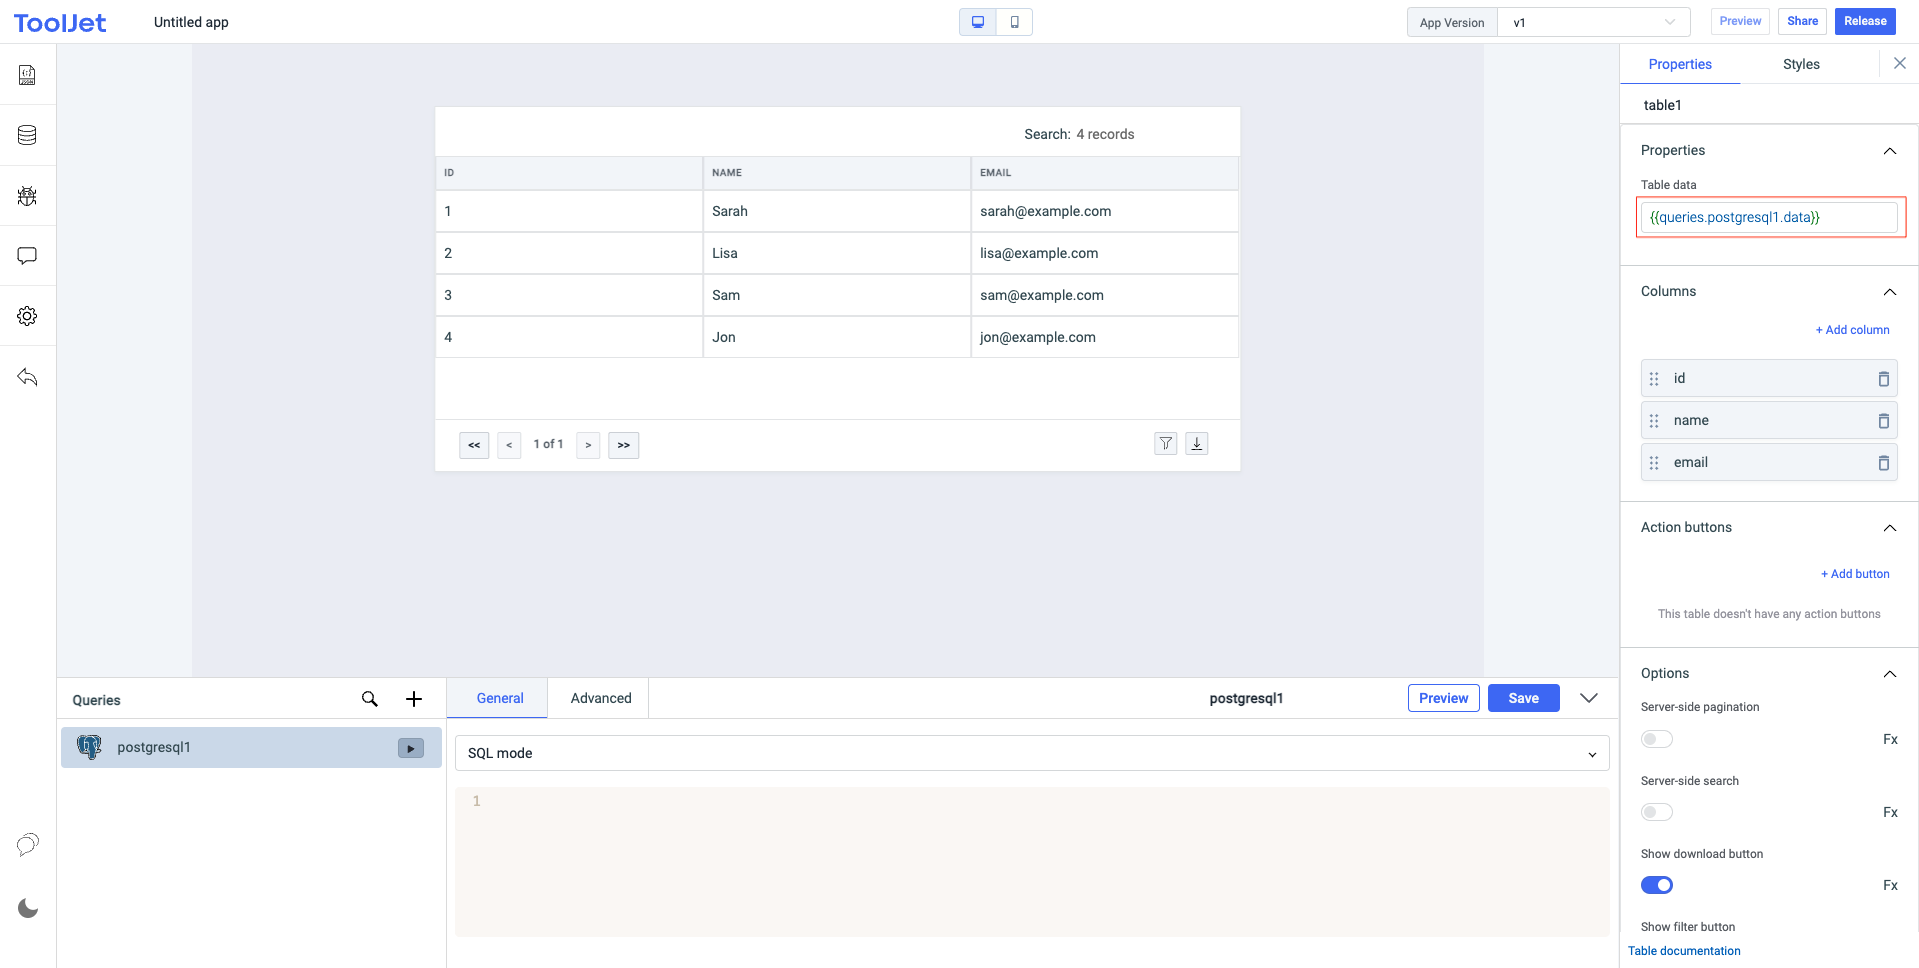 ToolJet
Untitled app
App Version
v1
Preview
Share
Release
Properties
Styles
table1
Properties
Table data
{{queries.postgresql1.data}}
Columns
+ Add column
id
name
email
Action buttons
+ Add button
This table doesn't have any action buttons
Options
Server-side pagination
Fx
Server-side search
Fx
Show download button
Fx
Show filter button
Table documentation
Search: 4 records
ID NAME EMAIL
1 Sarah sarah@example.com
2 Lisa lisa@example.com
3 Sam sam@example.com
4 Jon jon@example.com
<< < 1 of 1 > >>
Queries
postgresql1
General
Advanced
postgresql1
Preview
Save
SQL mode
1